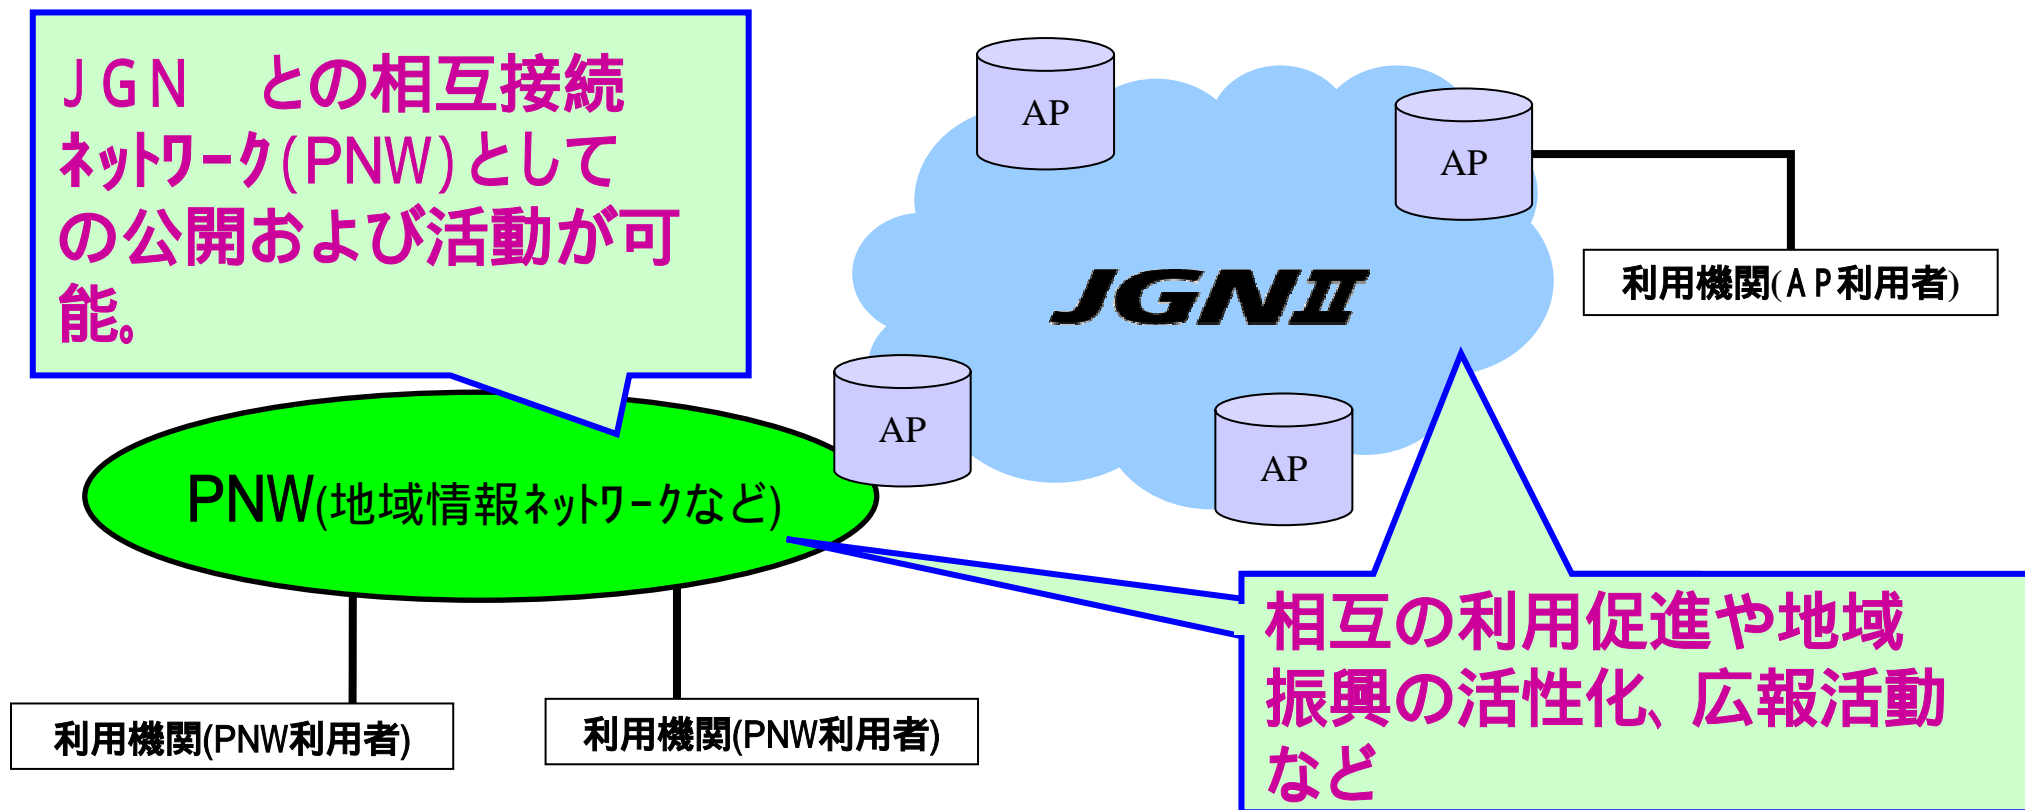 JGN　との相互接続
ネットワーク(PNW)として
の公開および活動が可
能。
AP
AP
利用機関(AP利用者)
JGNⅡ
AP
AP
PNW(地域情報ネットワークなど)
相互の利用促進や地域
振興の活性化、広報活動
など
利用機関(PNW利用者)
利用機関(PNW利用者)